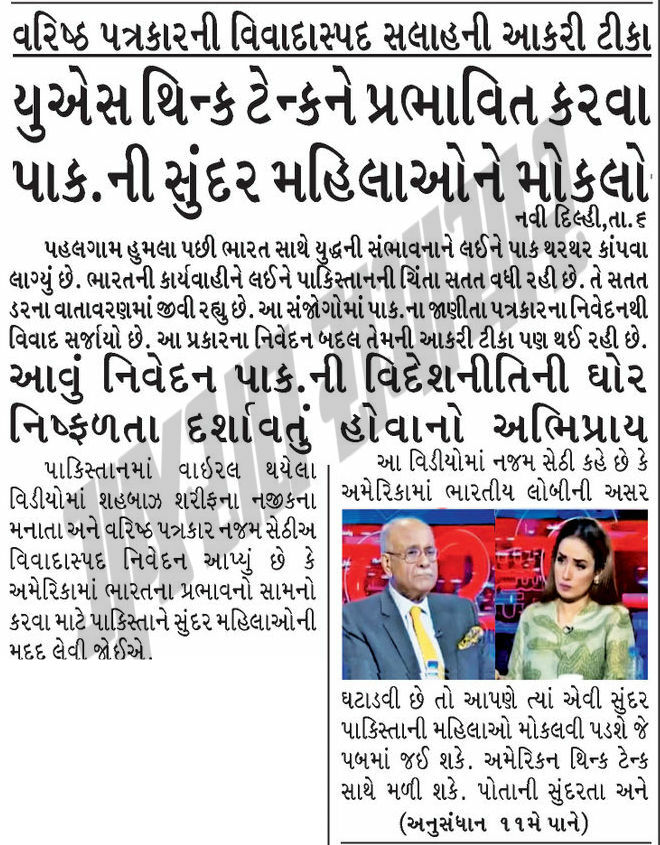 વરિષ્ઠ પત્રકારની વિવાદાસ્પદ સલાહની આકરી ટીકા
યુએસ થિન્ક ટેન્કને પ્રભાવિત કરવા
પાક.ની સુંદર મહિલાઓને મોકલો
નવી દિલ્હી,તા.૬
પહલગામ હુમલા પછી ભારત સાથે યુદ્ધની સંભાવનાને લઈને પાક થરથર કાંપવા
લાગ્યું છે. ભારતની કાર્યવાહીને લઈને પાકિસ્તાનની ચિંતા સતત વધી રહી છે. તે સતત
ડરના વાતાવરણમાં જીવી રહ્યુ છે. આ સંજોગોમાં પાક.ના જાણીતા પત્રકારના નિવેદનથી
વિવાદ સર્જાયો છે. આ પ્રકારના નિવેદન બદલ તેમની આકરી ટીકા પણ થઈ રહી છે.
આવું નિવેદન પાક.ની વિદેશનીતિની ઘોર
નિષ્ફળતા દર્શાવતું હોવાનો અભિપ્રાય
પાકિસ્તાનમાં વાઇરલ થયેલા
વિડીયોમાં શહબાઝ શરીફના નજીકના
મનાતા અને વરિષ્ઠ પત્રકાર નજમ સેઠીએ
વિવાદાસ્પદ નિવેદન આપ્યું છે કે
અમેરિકામાં ભારતના પ્રભાવનો સામનો
કરવા માટે પાકિસ્તાને સુંદર મહિલાઓની
મદદ લેવી જોઈએ.
આ વિડીયોમાં નજમ સેઠી કહે છે કે
અમેરિકામાં ભારતીય લોબીની અસર
ઘટાડવી છે તો આપણે ત્યાં એવી સુંદર
પાકિસ્તાની મહિલાઓ મોકલવી પડશે જે
પબમાં જઈ શકે. અમેરિકન થિન્ક ટેન્ક
સાથે મળી શકે. પોતાની સુંદરતા અને
(અનુસંધાન ૧૧મે પાને)